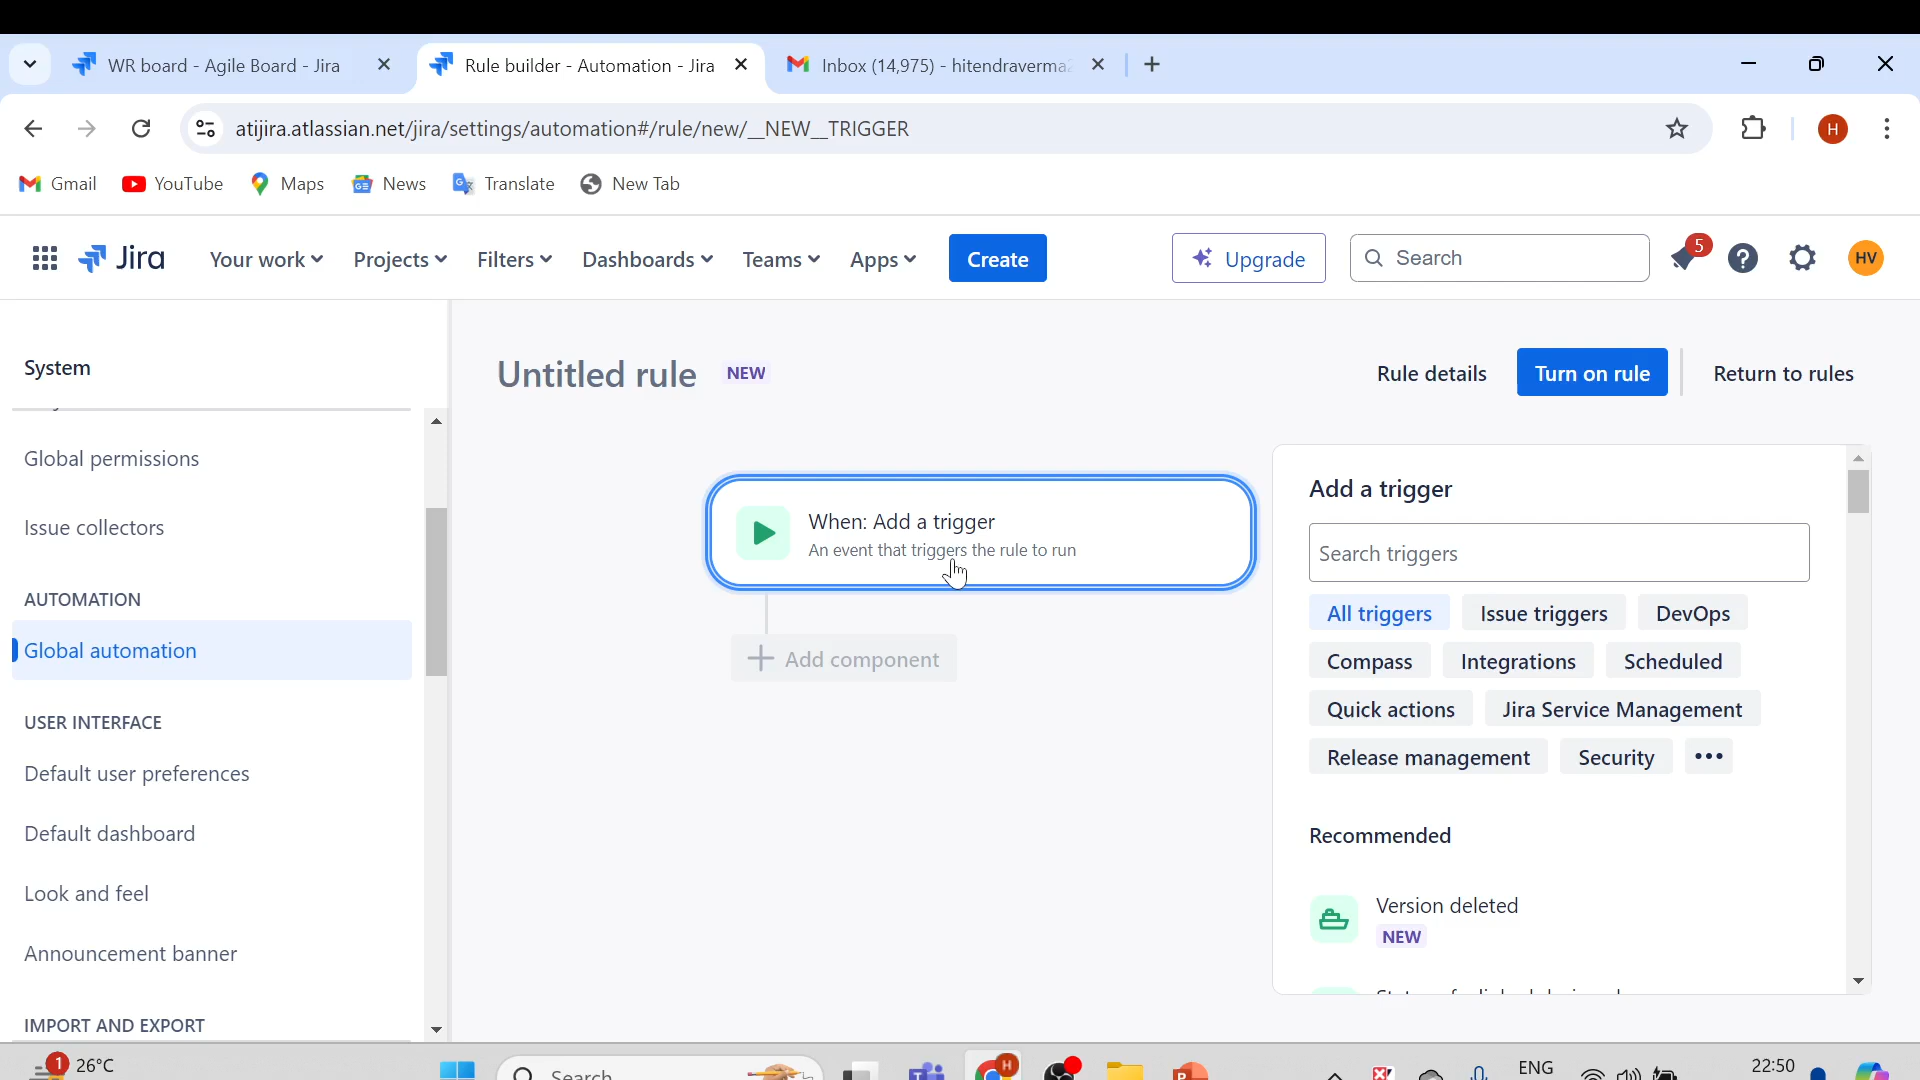 WR board - Agile Board - Jira
Rule builder - Automation - Jira
Inbox (14,975) - hitendraverma
atijira.atlassian.net/jira/settings/automation#/rule/new/__NEW__TRIGGER
H
Gmail
YouTube
Maps
News
Translate
New Tab
Jira
Your work
Projects
Filters
Dashboards
Teams
Apps
Create
Upgrade
Search
5
HV
System
Global permissions
Issue collectors
AUTOMATION
Global automation
USER INTERFACE
Default user preferences
Default dashboard
Look and feel
Announcement banner
IMPORT AND EXPORT
Untitled rule NEW
Rule details
Turn on rule
Return to rules
When: Add a trigger
An event that triggers the rule to run
Add component
Add a trigger
Search triggers
All triggers
Issue triggers
DevOps
Compass
Integrations
Scheduled
Quick actions
Jira Service Management
Release management
Security
Recommended
Version deleted
NEW
1
26°C
Search
H
ENG
22:50